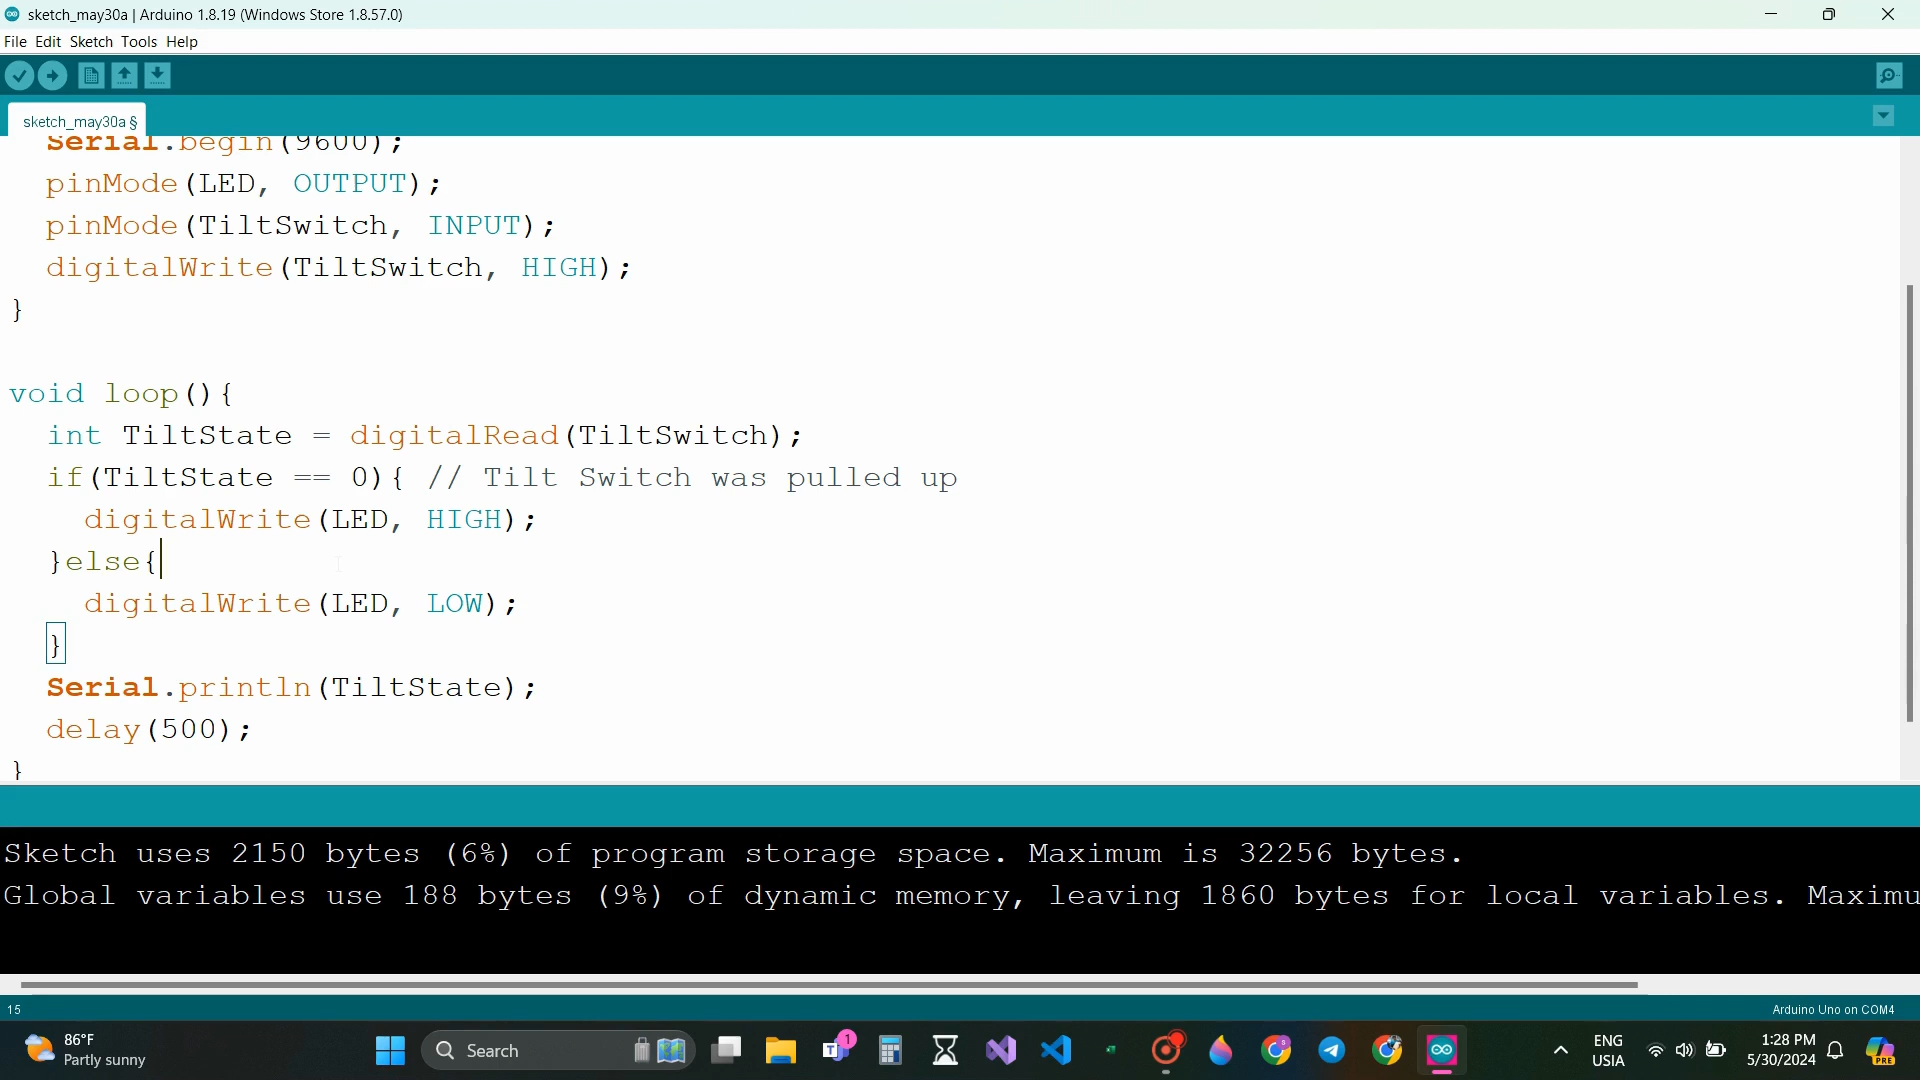 sketch_may30a | Arduino 1.8.19 (Windows Store 1.8.57.0)
File Edit Sketch Tools Help
sketch_may30a §
Serial.begin(9600);
pinMode(LED, OUTPUT);
pinMode(TiltSwitch, INPUT);
digitalWrite(TiltSwitch, HIGH);
}
void loop(){
int TiltState = digitalRead(TiltSwitch);
if(TiltState == 0){ // Tilt Switch was pulled up
digitalWrite(LED, HIGH);
}else{
digitalWrite(LED, LOW);
}
Serial.println(TiltState);
delay(500);
}
Sketch uses 2150 bytes (6%) of program storage space. Maximum is 32256 bytes.
Global variables use 188 bytes (9%) of dynamic memory, leaving 1860 bytes for local variables. Maximu
15
Arduino Uno on COM4
86°F
Partly sunny
Search
1
ENG
USIA
1:28 PM
5/30/2024
PRE